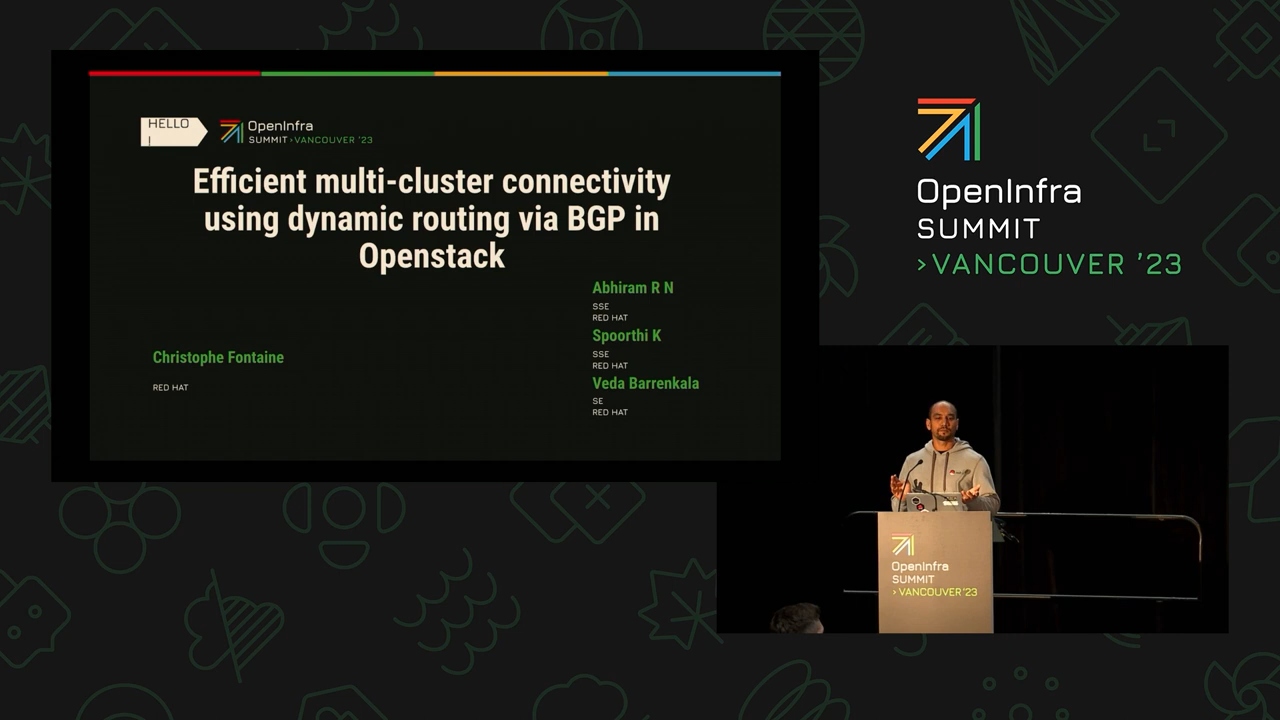 HELLO
!
OpenInfra
SUMMIT›VANCOUVER '23
Efficient multi-cluster connectivity
using dynamic routing via BGP in
Openstack
Abhiram R N
SSE
RED HAT
Spoorthi K
SSE
RED HAT
Christophe Fontaine
RED HAT
Veda Barrenkala
SE
RED HAT
OpenInfra
SUMMIT
›VANCOUVER '23
OpenInfra
SUMMIT
›VANCOUVER '23